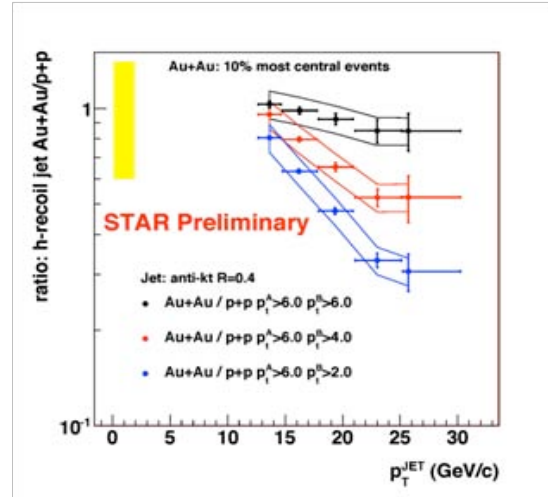 Au+Au: 10% most central events
ratio: h-recoil jet Au+Au/p+p
1
STAR Preliminary
Jet: anti-kt R=0.4
Au+Au / p+p p_t^A>6.0 p_t^B>6.0
Au+Au / p+p p_t^A>6.0 p_t^B>4.0
Au+Au / p+p p_t^A>6.0 p_t^B>2.0
10^-1
0 5 10 15 20 25 30
p_T^JET (GeV/c)